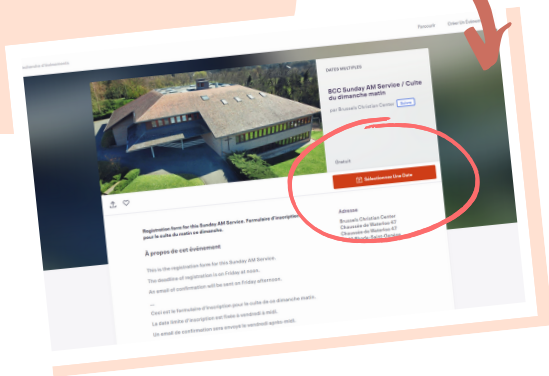 Parcourir
Créer Un Événement
DATES MULTIPLES
BCC Sunday AM Service / Culte
du dimanche matin
par Brussels Christian Center
Suivre
Gratuit
Sélectionnez Une Date
Registration form for this Sunday AM Service. Formulaire d'inscription
pour le culte du matin ce dimanche.
À propos de cet événement
This is the registration form for this Sunday AM Service.
The deadline of registration is on Friday at noon.
An email of confirmation will be sent on Friday afternoon.
—
Ceci est le formulaire d'inscription pour le culte de ce dimanche matin.
La date limite d'inscription est fixée à vendredi à midi.
Un email de confirmation sera envoyé le vendredi après-midi.
Adresse
Brussels Christian Center
Chaussée de Waterloo 47
Chaussée de Waterloo 47